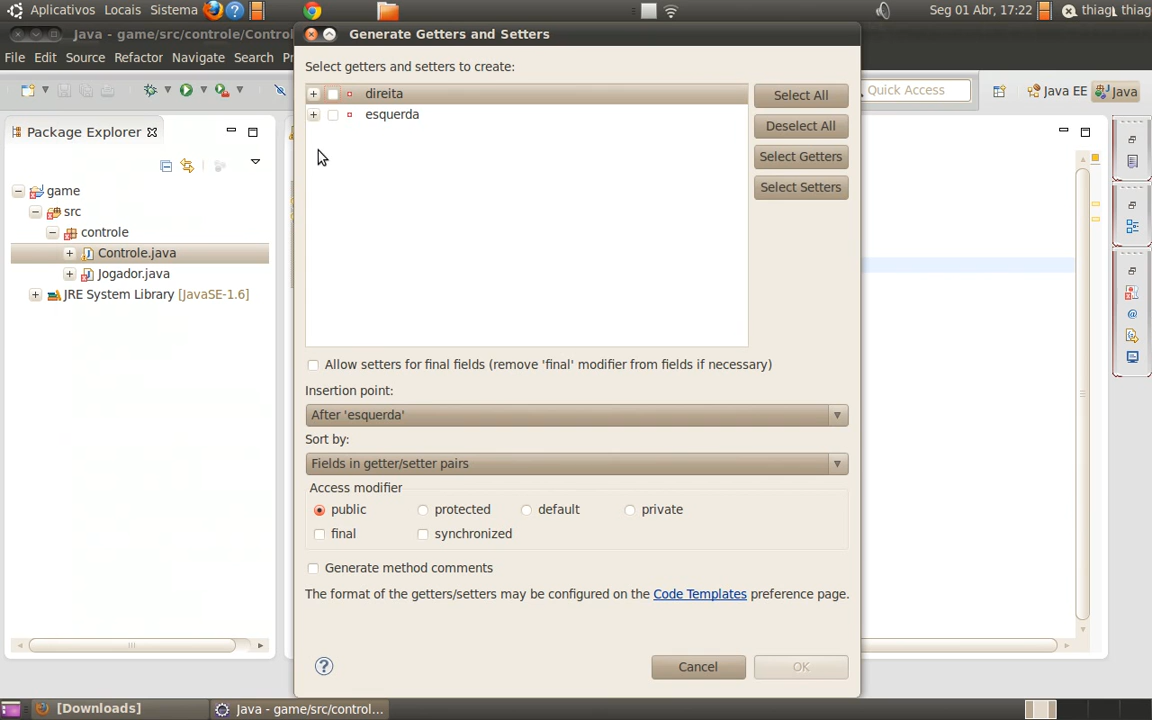 Aplicativos Locais Sistema Seg 01 Abr, 17:22 thiag thiag
Java - game/src/controle/Control Generate Getters and Setters
File Edit Source Refactor Navigate Search
Select getters and setters to create:
direita
esquerda
Select All
Deselect All
Select Getters
Select Setters
Quick Access Java EE Java
Package Explorer
game
src
controle
Controle.java
Jogador.java
JRE System Library [JavaSE-1.6]
Allow setters for final fields (remove 'final' modifier from fields if necessary)
Insertion point:
After 'esquerda'
Sort by:
Fields in getter/setter pairs
Access modifier
public protected default private
final synchronized
Generate method comments
The format of the getters/setters may be configured on the Code Templates preference page.
Cancel OK
[Downloads] Java - game/src/control...